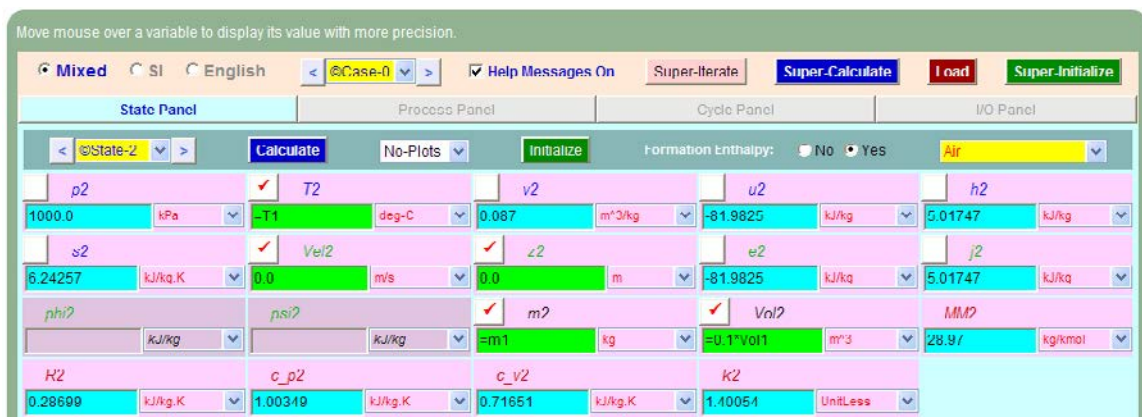 Move mouse over a variable to display its value with more precision.
Mixed SI English < ©Case-0 > Help Messages On Super-Iterate Super-Calculate Load Super-Initialize
State Panel Process Panel Cycle Panel I/O Panel
< ©State-2 > Calculate No-Plots Initialize Formation Enthalpy: No Yes Air
p2 T2 v2 u2 h2
1000.0 kPa =T1 deg-C 0.087 m^3/kg -81.9825 kJ/kg 5.01747 kJ/kg
s2 Vel2 z2 e2 j2
6.24257 kJ/kg.K 0.0 m/s 0.0 m -81.9825 kJ/kg 5.01747 kJ/kg
phi2 psi2 m2 Vol2 MM2
kJ/kg kJ/kg =m1 kg =0.1*Vol1 m^3 28.97 kg/kmol
R2 c_p2 c_v2 k2
0.28699 kJ/kg.K 1.00349 kJ/kg.K 0.71651 kJ/kg.K 1.40054 UnitLess